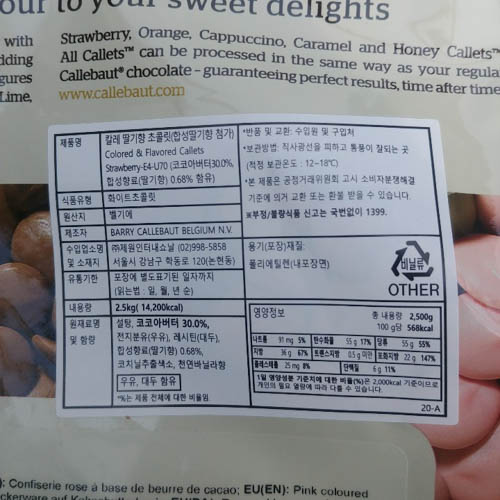 our to your sweet delights
with
dding
gures
Lime,
Strawberry, Orange, Cappuccino, Caramel and Honey Callets™
All Callets™ can be processed in the same way as your regula
Callebaut® chocolate - guaranteeing perfect results, time after time
www.callebaut.com
제품명
칼레 딸기향 초콜릿(합성딸기향 첨가)
Colored & Flavored Callets
Strawberry-E4-U70 (코코아버터30.0%,
합성향료(딸기향) 0.68% 함유)
식품유형
화이트초콜릿
원산지
벨기에
제조자
BARRY CALLEBAUT BELGIUM N.V.
수입업소명
및 소재지
㈜제원인터내쇼날 (02)998-5858
서울시 강남구 학동로 120(논현동)
유통기한
포장에 별도표기된 일자까지
(읽는법 : 일, 월, 년 순)
내용량
2.5kg( 14,200kcal)
원재료명
및 함량
설탕, 코코아버터 30.0%,
전지분유(우유), 레시틴(대두),
합성향료(딸기향) 0.68%,
코치닐추출색소, 천연바닐라향
우유, 대두 함유
*%는 제품 전체에 대한 비율임.
*반품 및 교환: 수입원 및 구입처
*보관방법: 직사광선을 피하고 통풍이 잘되는 곳
(적정 보관온도 : 12~18℃)
*본 제품은 공정거래위원회 고시 소비자분쟁해결
기준에 의거 교환 또는 환불 받을 수 있습니다.
※부정/불량식품 신고는 국번없이 1399.
용기(포장)재질:
폴리에틸렌(내포장면)
비닐류
OTHER
영양정보
총 내용량 2,500g
100 g당 568kcal
나트륨 91 mg 5% 탄수화물 55 g 17% 당류 55 g 55%
지방 36 g 67% 트랜스지방 0.5 g 미만 포화지방 22 g 147%
콜레스테롤 25 mg 8% 단백질 6 g 11%
1일 영양성분 기준치에 대한 비율(%)은 2,000kcal 기준이므로
개인의 필요 열량에 따라 다를 수 있습니다.
20-A
): Confiserie rose à base de beurre de cacao; EU(EN): Pink coloured